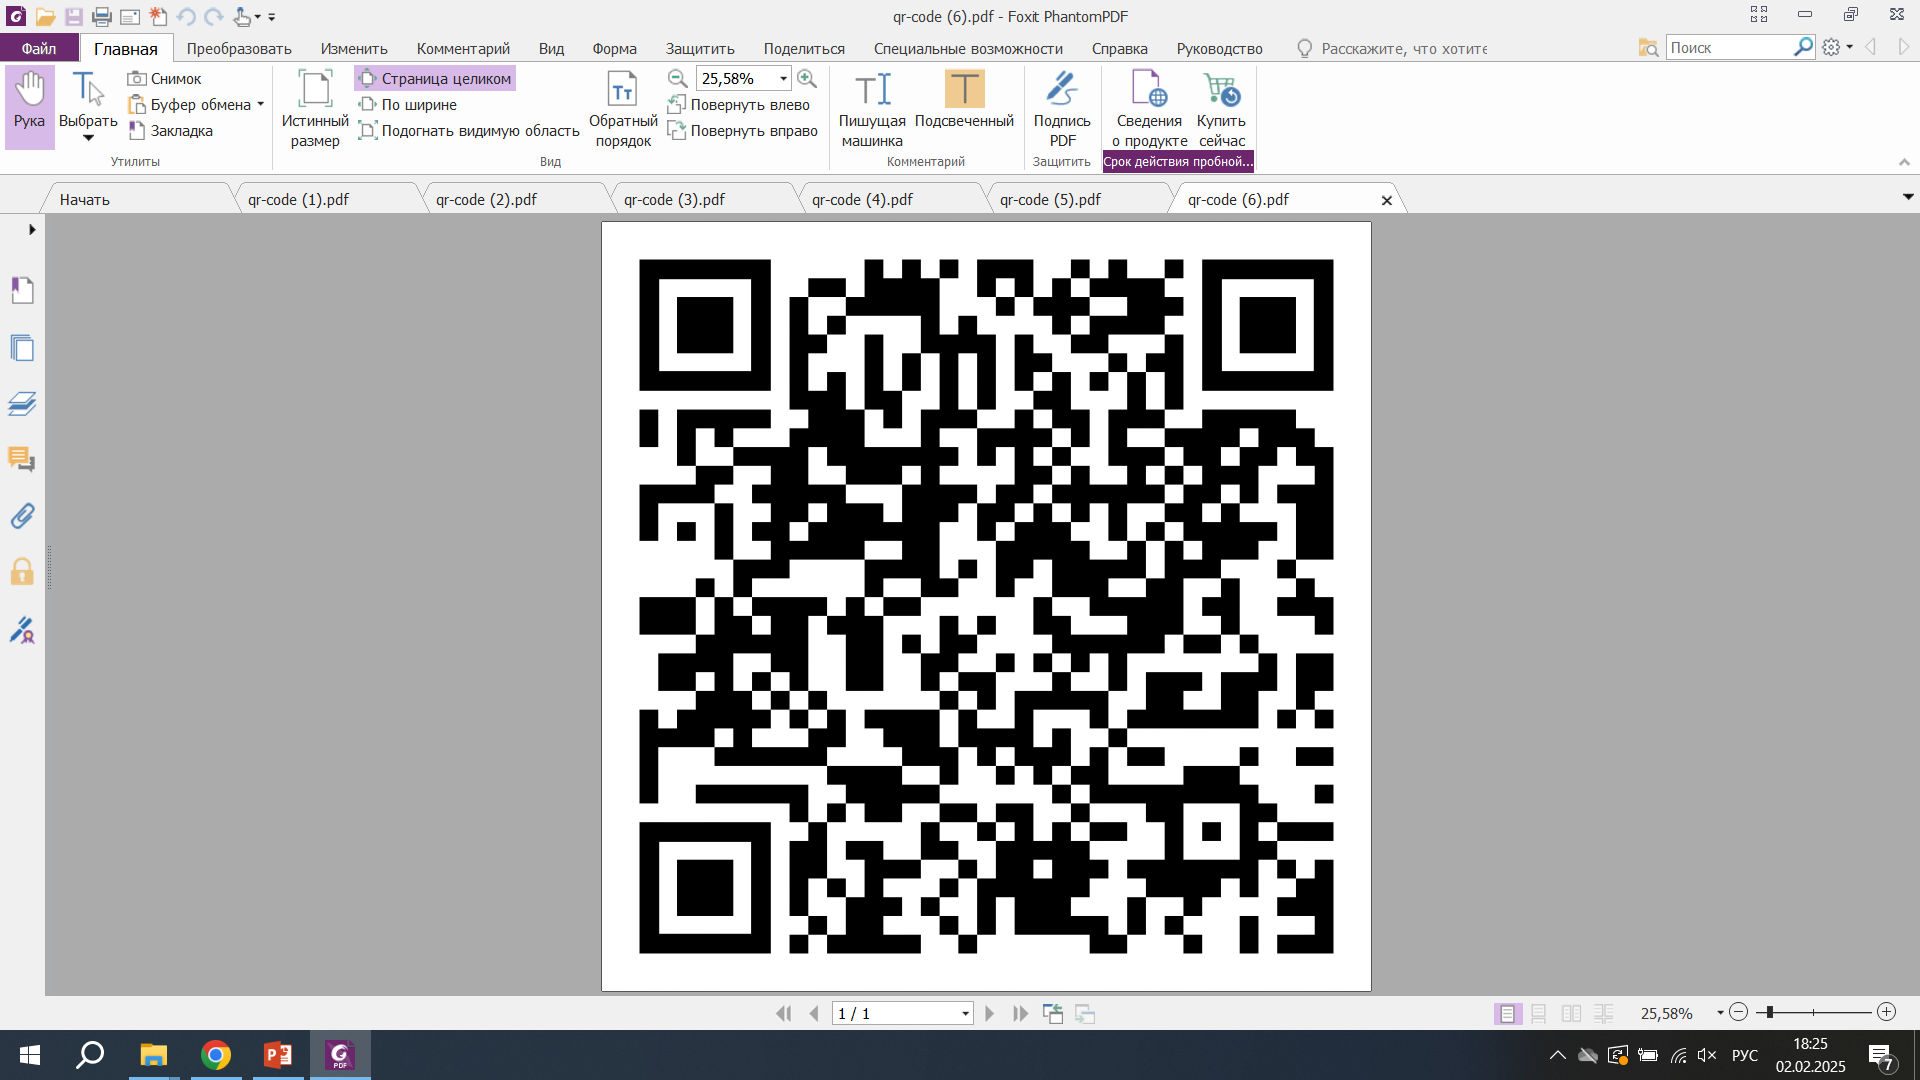 qr-code (6).pdf - Foxit PhantomPDF
Файл Главная Преобразовать Изменить Комментарий Вид Форма Защитить Поделиться Специальные возможности Справка Руководство Расскажите, что хотите Поиск
Рука
Выбрать
Снимок
Буфер обмена
Закладка
Утилиты
Истинный размер
Страница целиком
По ширине
Подогнать видимую область
Обратный порядок
25,58%
Повернуть влево
Повернуть вправо
Вид
Пишущая машинка
Подсвеченный
Комментарий
Подпись PDF
Защитить
Сведения о продукте
Купить сейчас
Срок действия пробной...
Начать qr-code (1).pdf qr-code (2).pdf qr-code (3).pdf qr-code (4).pdf qr-code (5).pdf qr-code (6).pdf
1 / 1
25,58%
PDF
РУС
18:25
02.02.2025
7